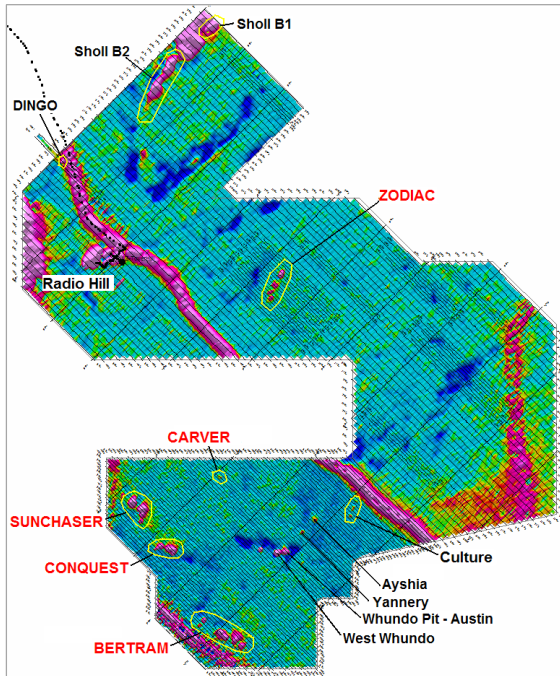 Sholl B1
Sholl B2
DINGO
ZODIAC
Radio Hill
CARVER
SUNCHASER
CONQUEST
Culture
Ayshia
Yannery
Whundo Pit - Austin
West Whundo
BERTRAM